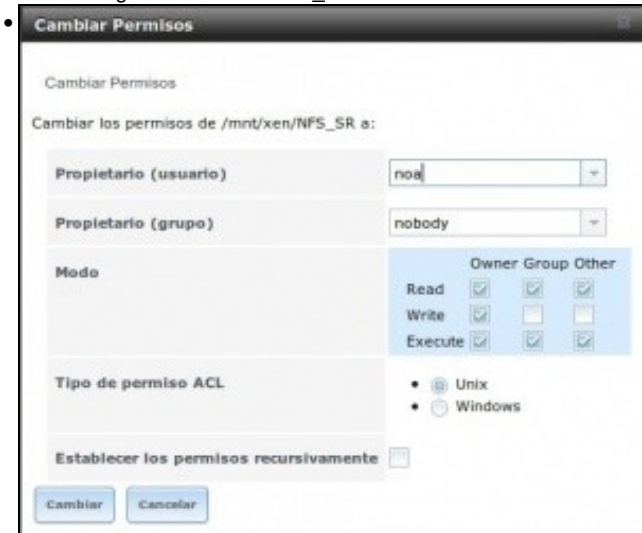 Cambiar Permisos
Cambiar Permisos
Cambiar los permisos de /mnt/xen/NFS_SR a:
Propietario (usuario) noa
Propietario (grupo) nobody
Modo Owner Group Other
Read
Write
Execute
Tipo de permiso ACL • Unix
• Windows
Establecer los permisos recursivamente
Cambiar Cancelar